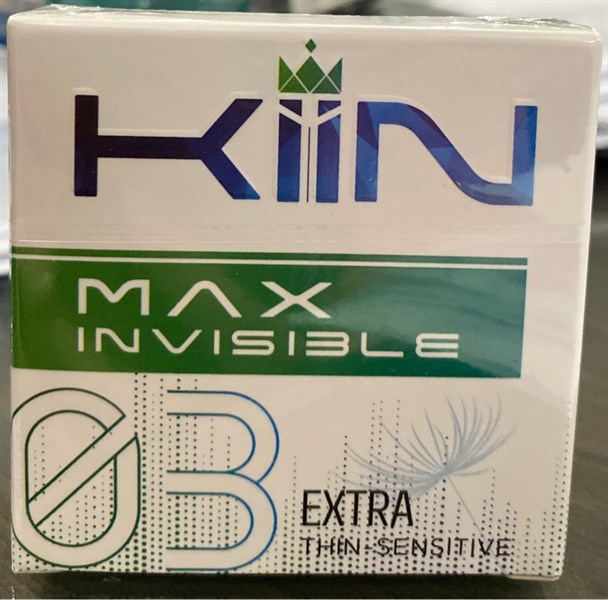 KIIN
MAX
INVISIBLE
03
EXTRA
THIN-SENSITIVE